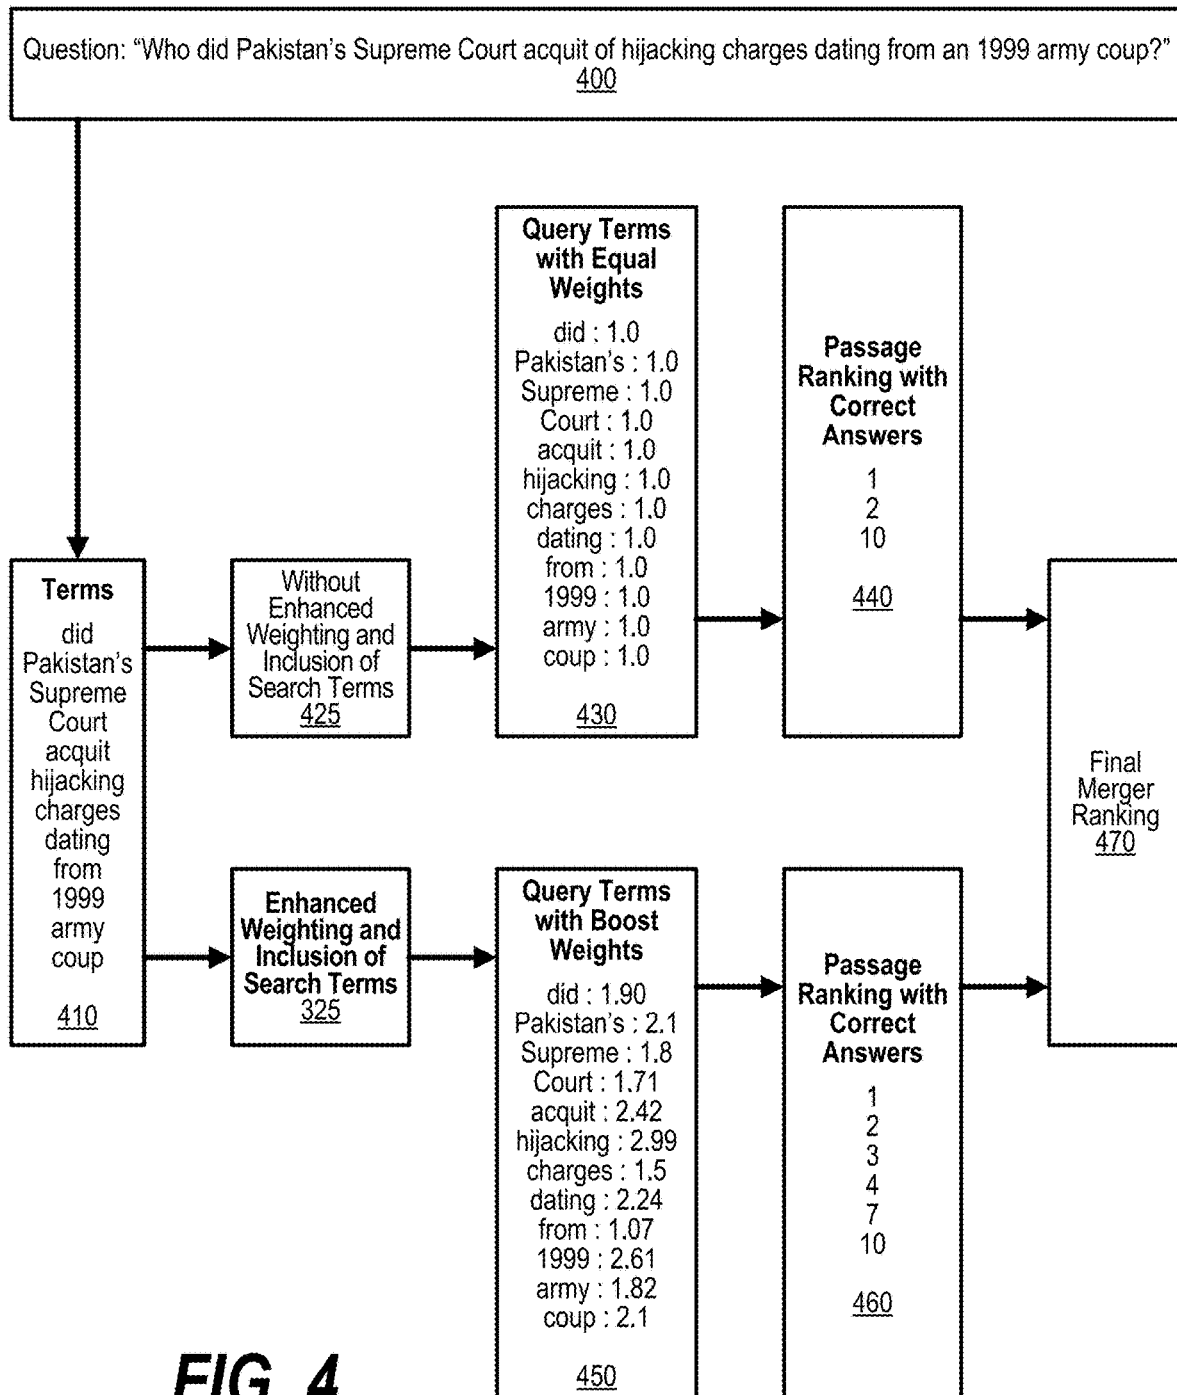 Question: “Who did Pakistan’s Supreme Court acquit of hijacking charges dating from an 1999 army coup?”
400
Terms
did
Pakistan’s
Supreme
Court
acquit
hijacking
charges
dating
from
1999
army
coup
410
Without
Enhanced
Weighting and
Inclusion of
Search Terms
425
Query Terms
with Equal
Weights
did : 1.0
Pakistan’s : 1.0
Supreme : 1.0
Court : 1.0
acquit : 1.0
hijacking : 1.0
charges : 1.0
dating : 1.0
from : 1.0
1999 : 1.0
army : 1.0
coup : 1.0
430
Passage
Ranking with
Correct
Answers
1
2
10
440
Enhanced
Weighting and
Inclusion of
Search Terms
325
Query Terms
with Boost
Weights
did : 1.90
Pakistan’s : 2.1
Supreme : 1.8
Court : 1.71
acquit : 2.42
hijacking : 2.99
charges : 1.5
dating : 2.24
from : 1.07
1999 : 2.61
army : 1.82
coup : 2.1
450
Passage
Ranking with
Correct
Answers
1
2
3
4
7
10
460
Final
Merger
Ranking
470
FIG. 4